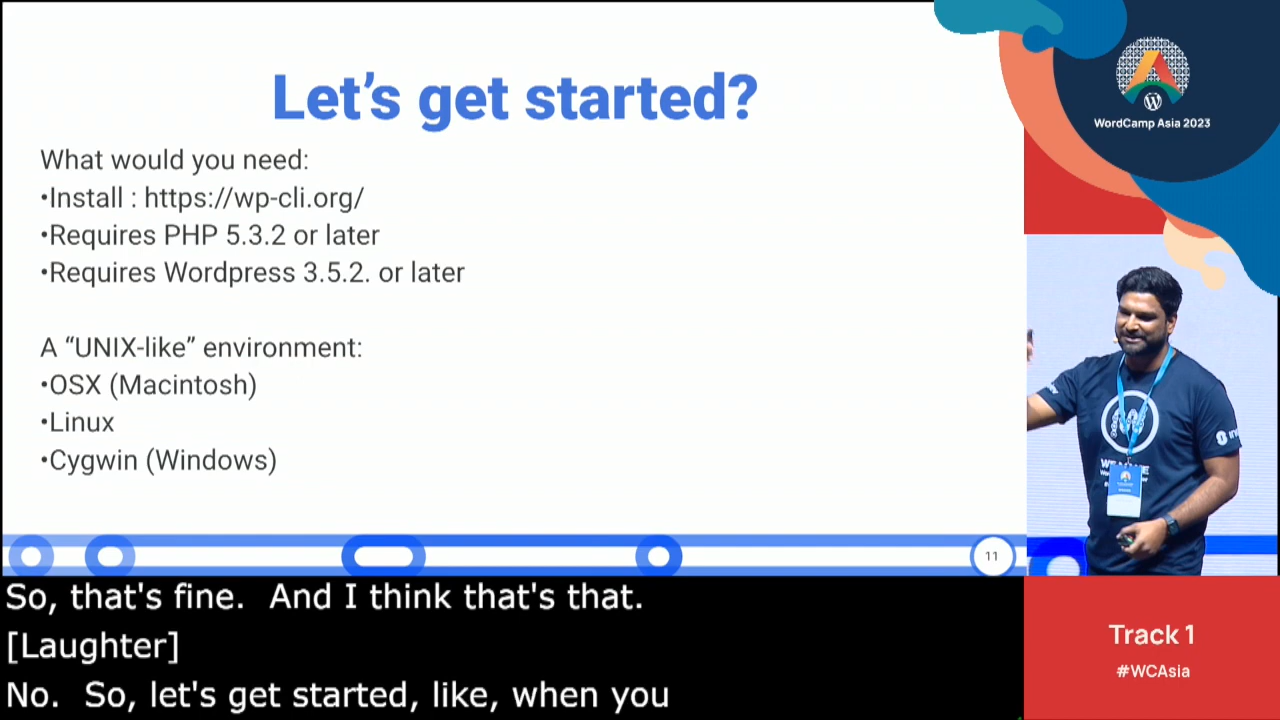 Let's get started?
What would you need:
•Install : https://wp-cli.org/
•Requires PHP 5.3.2 or later
•Requires Wordpress 3.5.2. or later
A “UNIX-like” environment:
•OSX (Macintosh)
•Linux
•Cygwin (Windows)
11
WordCamp Asia 2023
So, that's fine.  And I think that's that.
[Laughter]
No.  So, let's get started, like, when you
Track 1
#WCAsia